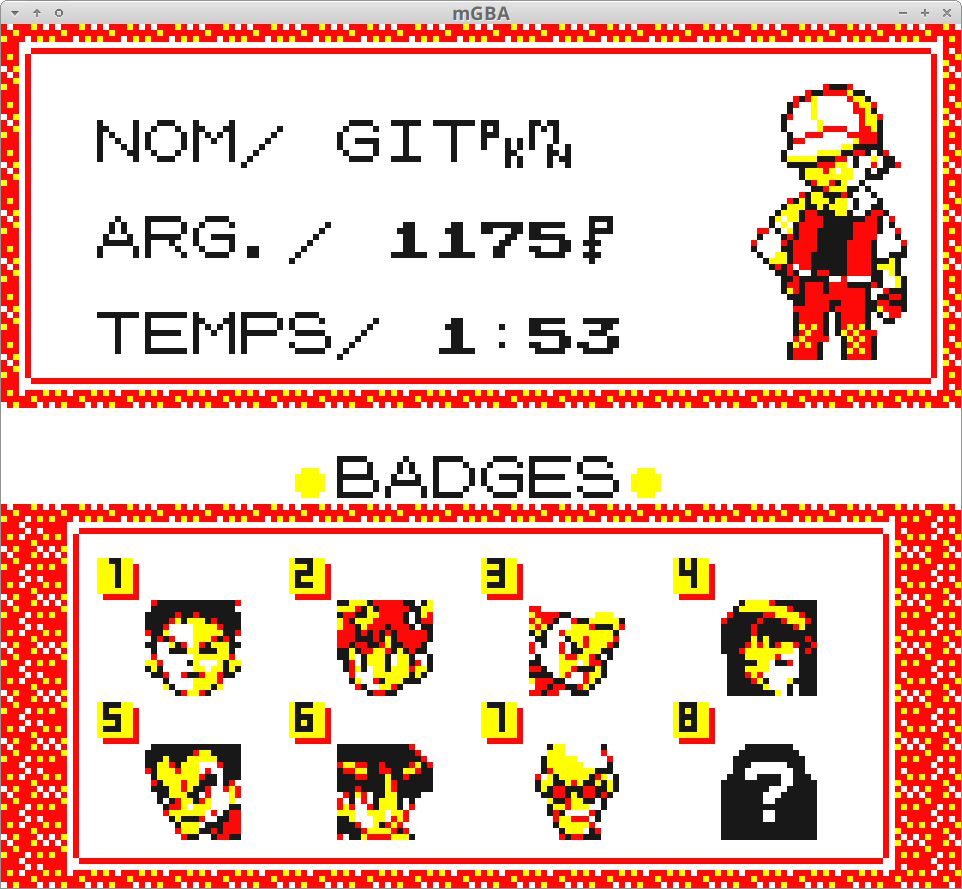 mGBA
NOM/ GITPKMN
ARG./ 1175₽
TEMPS/ 1:53
BADGES
1 2 3 4
5 6 7 8
?